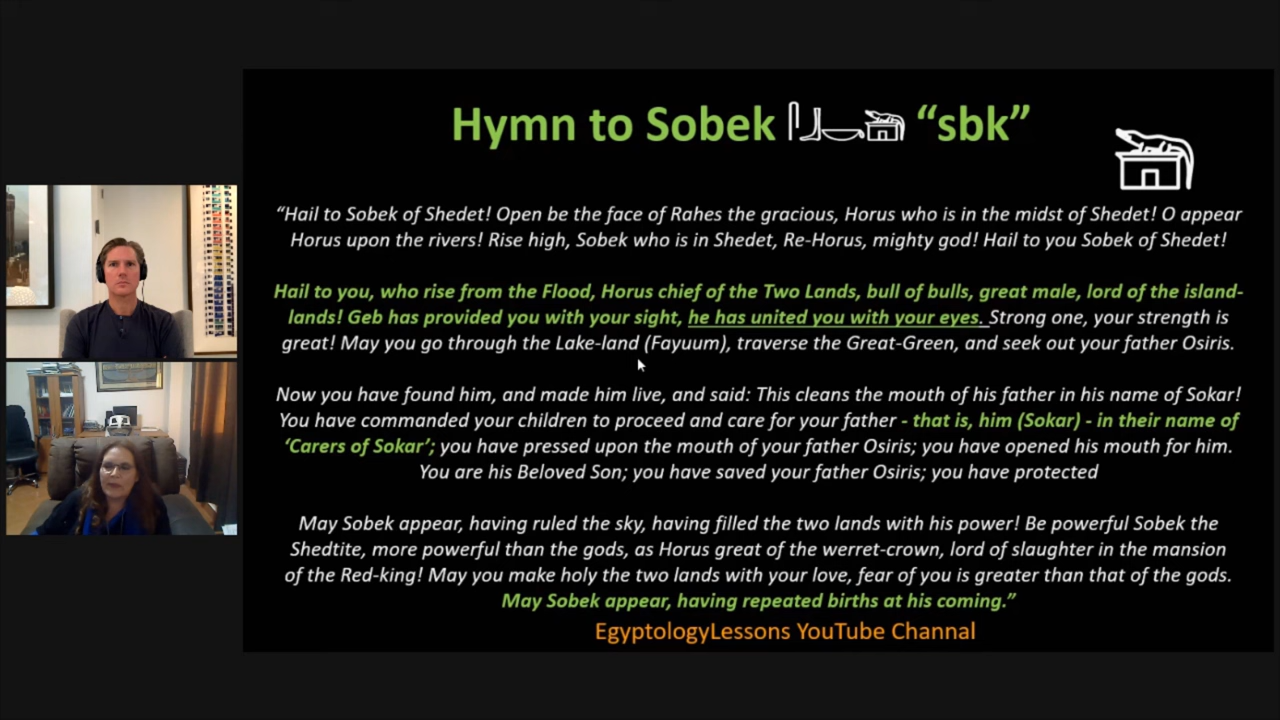 Hymn to Sobek 𓋴𓃀𓎡𓆋 “sbk”
“Hail to Sobek of Shedet! Open be the face of Rahes the gracious, Horus who is in the midst of Shedet! O appear
Horus upon the rivers! Rise high, Sobek who is in Shedet, Re-Horus, mighty god! Hail to you Sobek of Shedet!
Hail to you, who rise from the Flood, Horus chief of the Two Lands, bull of bulls, great male, lord of the island-
lands! Geb has provided you with your sight, he has united you with your eyes. Strong one, your strength is
great! May you go through the Lake-land (Fayuum), traverse the Great-Green, and seek out your father Osiris.
Now you have found him, and made him live, and said: This cleans the mouth of his father in his name of Sokar!
You have commanded your children to proceed and care for your father - that is, him (Sokar) - in their name of
‘Carers of Sokar’; you have pressed upon the mouth of your father Osiris; you have opened his mouth for him.
You are his Beloved Son; you have saved your father Osiris; you have protected
May Sobek appear, having ruled the sky, having filled the two lands with his power! Be powerful Sobek the
Shedtite, more powerful than the gods, as Horus great of the werret-crown, lord of slaughter in the mansion
of the Red-king! May you make holy the two lands with your love, fear of you is greater than that of the gods.
May Sobek appear, having repeated births at his coming.”
EgyptologyLessons YouTube Channel